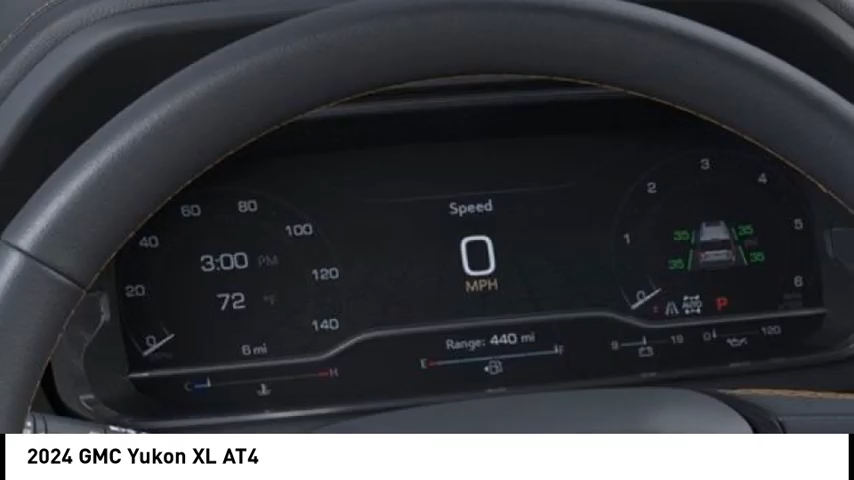 Speed
0
MPH
0
20
40
60
80
100
120
140
3:00 PM
72 °F
6 mi
C
H
Range: 440 mi
E
F
0
1
2
3
4
5
6
35
35
35
35
AUTO
P
19
0
120
2024 GMC Yukon XL AT4